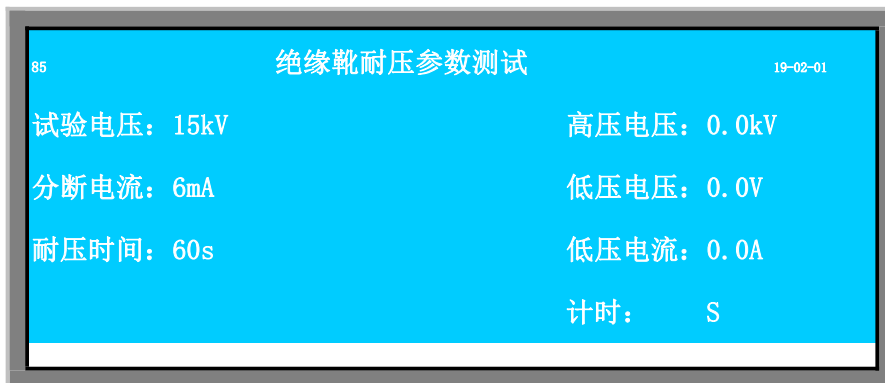 85 绝缘靴耐压参数测试 19-02-01
试验电压：15kV 高压电压：0.0kV
分断电流：6mA 低压电压：0.0V
耐压时间：60s 低压电流：0.0A
计时： S